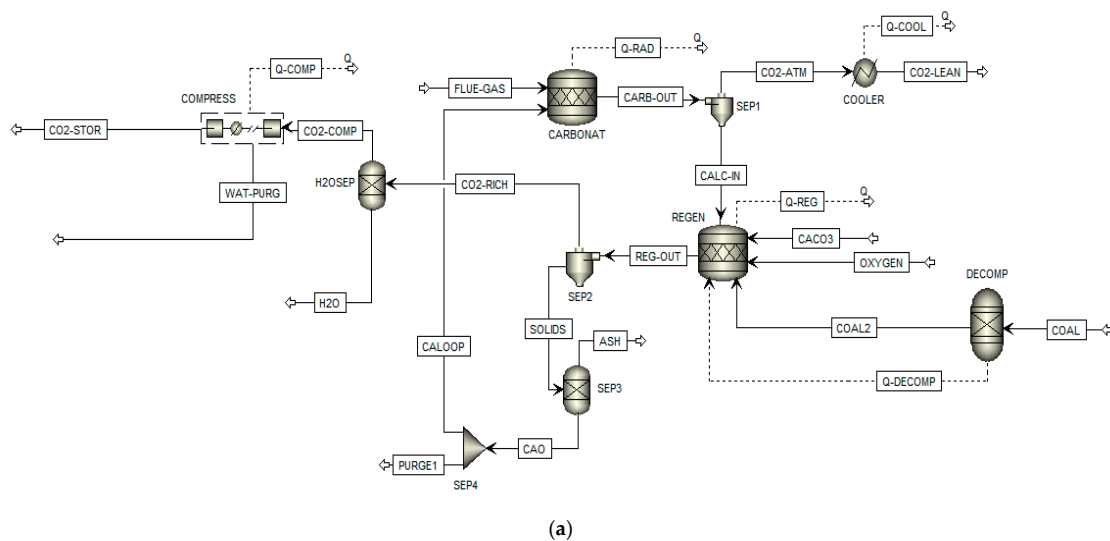 Q-COOL
Q
Q-RAD
Q
Q-COMP
Q
CO2-ATM
CO2-LEAN
COOLER
FLUE-GAS
CARB-OUT
SEP1
CARBONAT
COMPRESS
CO2-STOR
CO2-COMP
H2OSEP
CO2-RICH
CALC-IN
WAT-PURG
REGEN
Q-REG
Q
CACO3
OXYGEN
REG-OUT
SEP2
DECOMP
H2O
SOLIDS
COAL2
COAL
CALOOP
ASH
SEP3
Q-DECOMP
CAO
PURGE1
SEP4
(a)